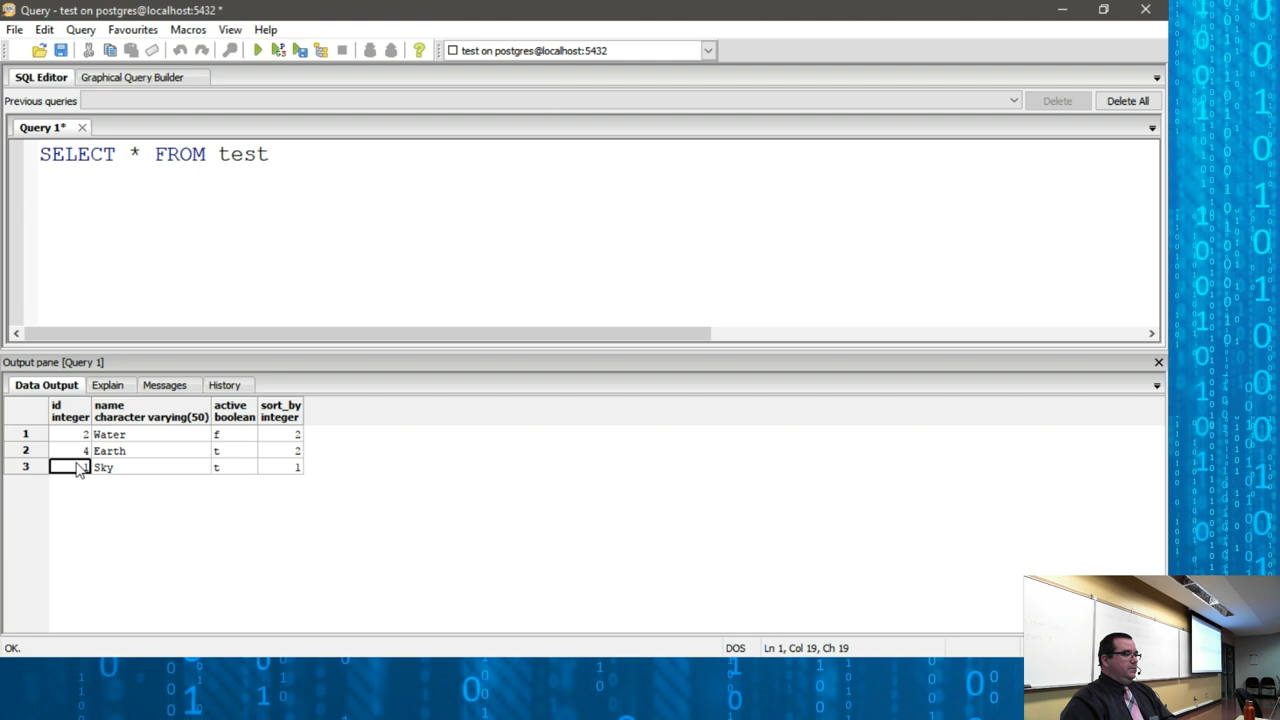 Query - test on postgres@localhost:5432 *
File Edit Query Favourites Macros View Help
test on postgres@localhost:5432
SQL Editor Graphical Query Builder
Previous queries Delete Delete All
Query 1*
SELECT * FROM test
Output pane [Query 1]
Data Output Explain Messages History
id name active sort_by
integer character varying(50) boolean integer
1 2 Water f 2
2 4 Earth t 2
3 1 Sky t 1
OK. DOS Ln 1, Col 19, Ch 19